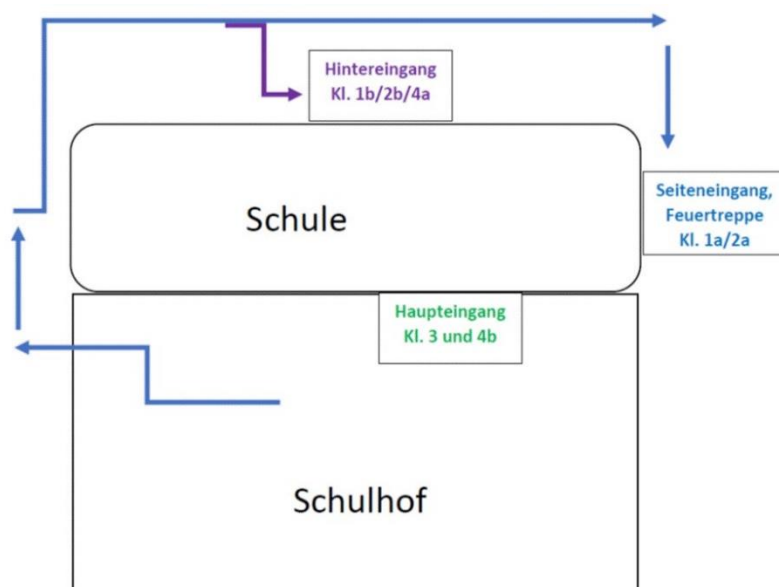 Hintereingang
Kl. 1b/2b/4a
Schule
Seiteneingang,
Feuertreppe
Kl. 1a/2a
Haupteingang
Kl. 3 und 4b
Schulhof